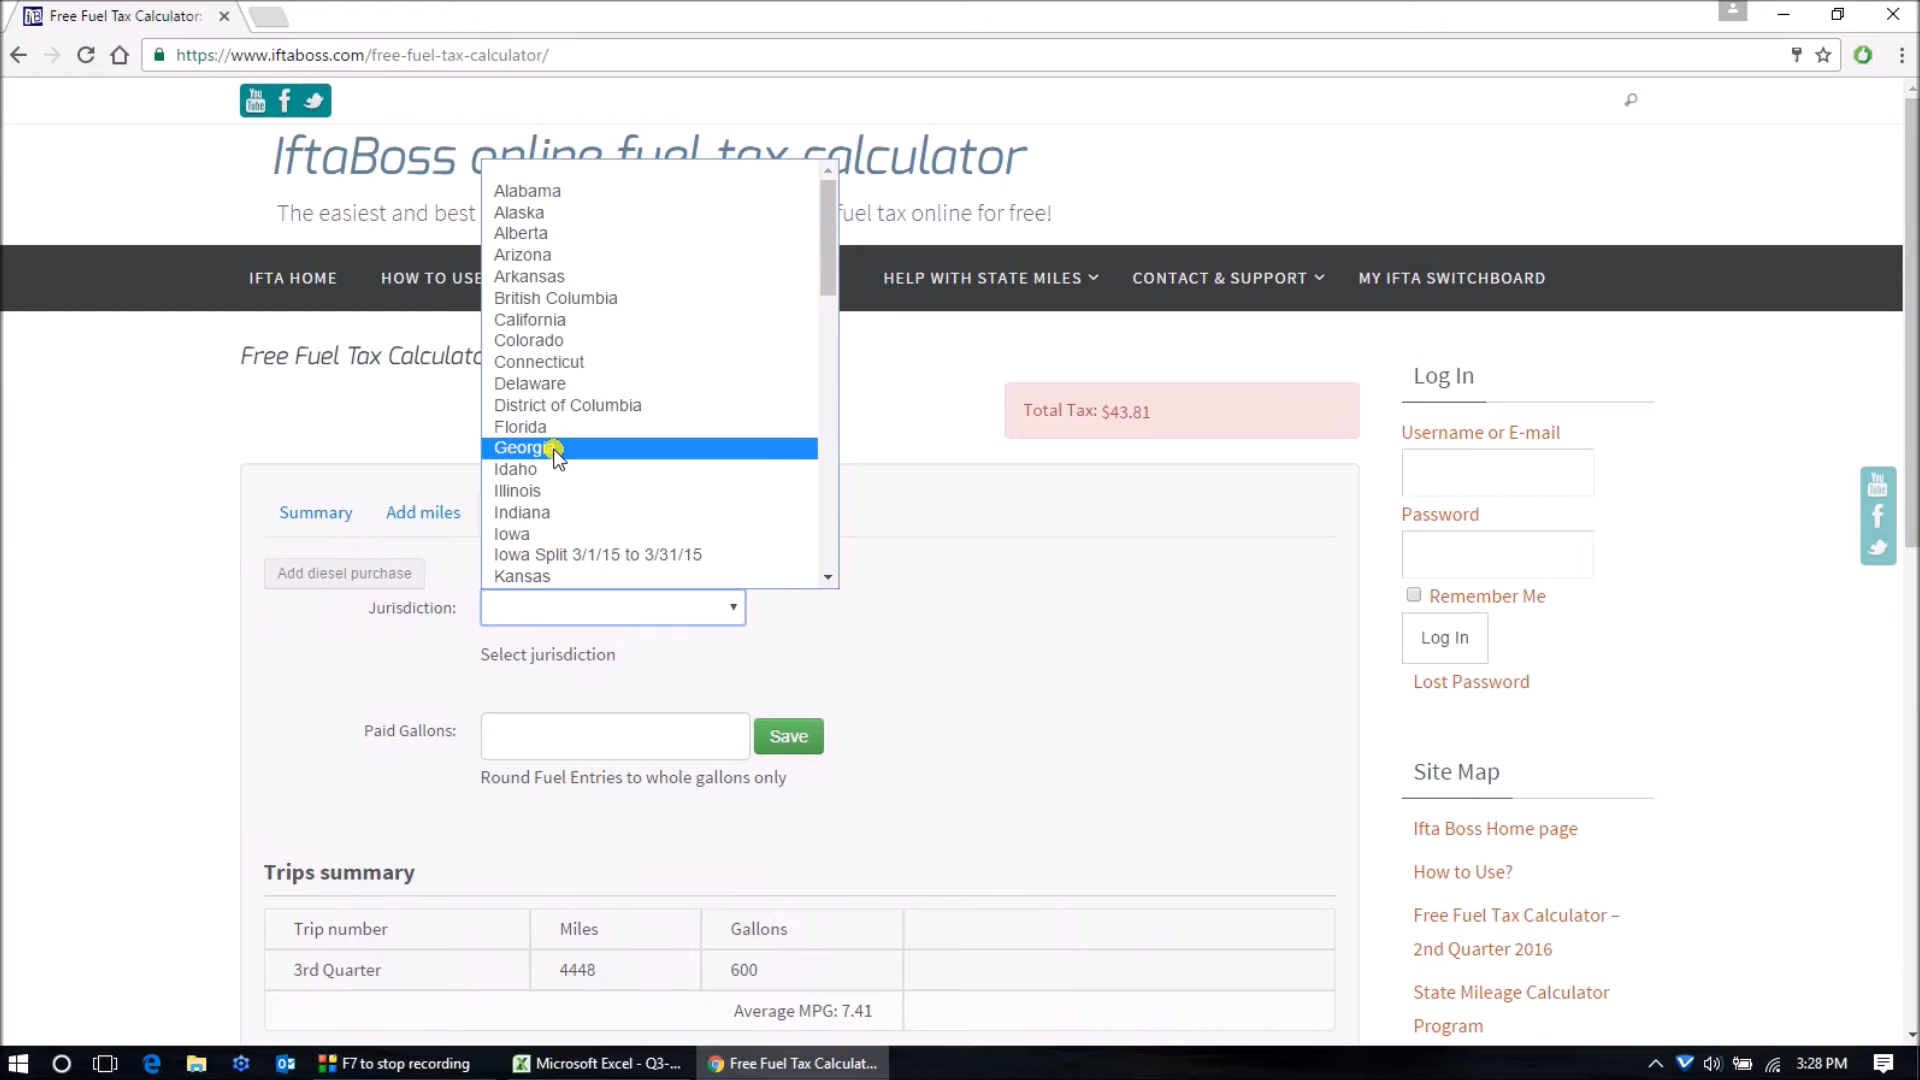 Free Fuel Tax Calculator:
https://www.iftaboss.com/free-fuel-tax-calculator/
You Tube
IftaBoss online fuel tax calculator
The easiest and best fuel tax online for free!
IFTA HOME HOW TO USE HELP WITH STATE MILES CONTACT & SUPPORT MY IFTA SWITCHBOARD
Alabama
Alaska
Alberta
Arizona
Arkansas
British Columbia
California
Colorado
Connecticut
Delaware
District of Columbia
Florida
Georgia
Idaho
Illinois
Indiana
Iowa
Iowa Split 3/1/15 to 3/31/15
Kansas
Free Fuel Tax Calculato
Total Tax: $43.81
Summary Add miles
Add diesel purchase
Jurisdiction:
Select jurisdiction
Paid Gallons:
Save
Round Fuel Entries to whole gallons only
Trips summary
Trip number Miles Gallons
3rd Quarter 4448 600
Average MPG: 7.41
Log In
Username or E-mail
Password
Remember Me
Log In
Lost Password
Site Map
Ifta Boss Home page
How to Use?
Free Fuel Tax Calculator –
2nd Quarter 2016
State Mileage Calculator
Program
You Tube
F7 to stop recording Microsoft Excel - Q3-... Free Fuel Tax Calculat... 3:28 PM